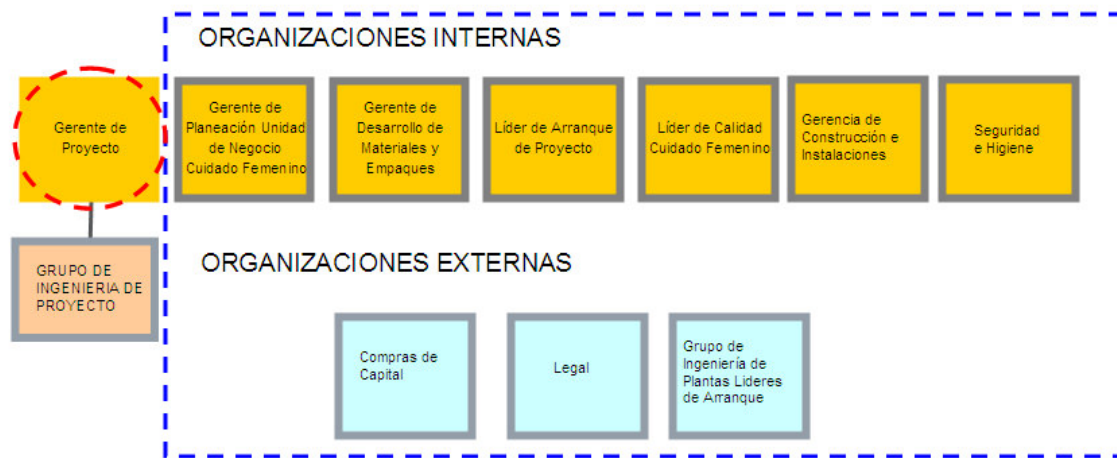 ORGANIZACIONES INTERNAS
Gerente de
Proyecto
Gerente de
Planeación Unidad
de Negocio
Cuidado Femenino
Gerente de
Desarrollo de
Materiales y
Empaques
Líder de Arranque
de Proyecto
Líder de Calidad
Cuidado Femenino
Gerencia de
Construcción e
Instalaciones
Seguridad
e Higiene
GRUPO DE
INGENIERIA DE
PROYECTO
ORGANIZACIONES EXTERNAS
Compras de
Capital
Legal
Grupo de
Ingeniería de
Plantas Lideres
de Arranque